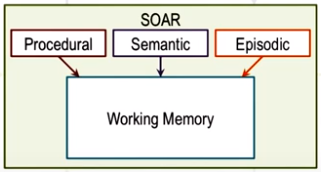 SOAR
Procedural Semantic Episodic
Working Memory